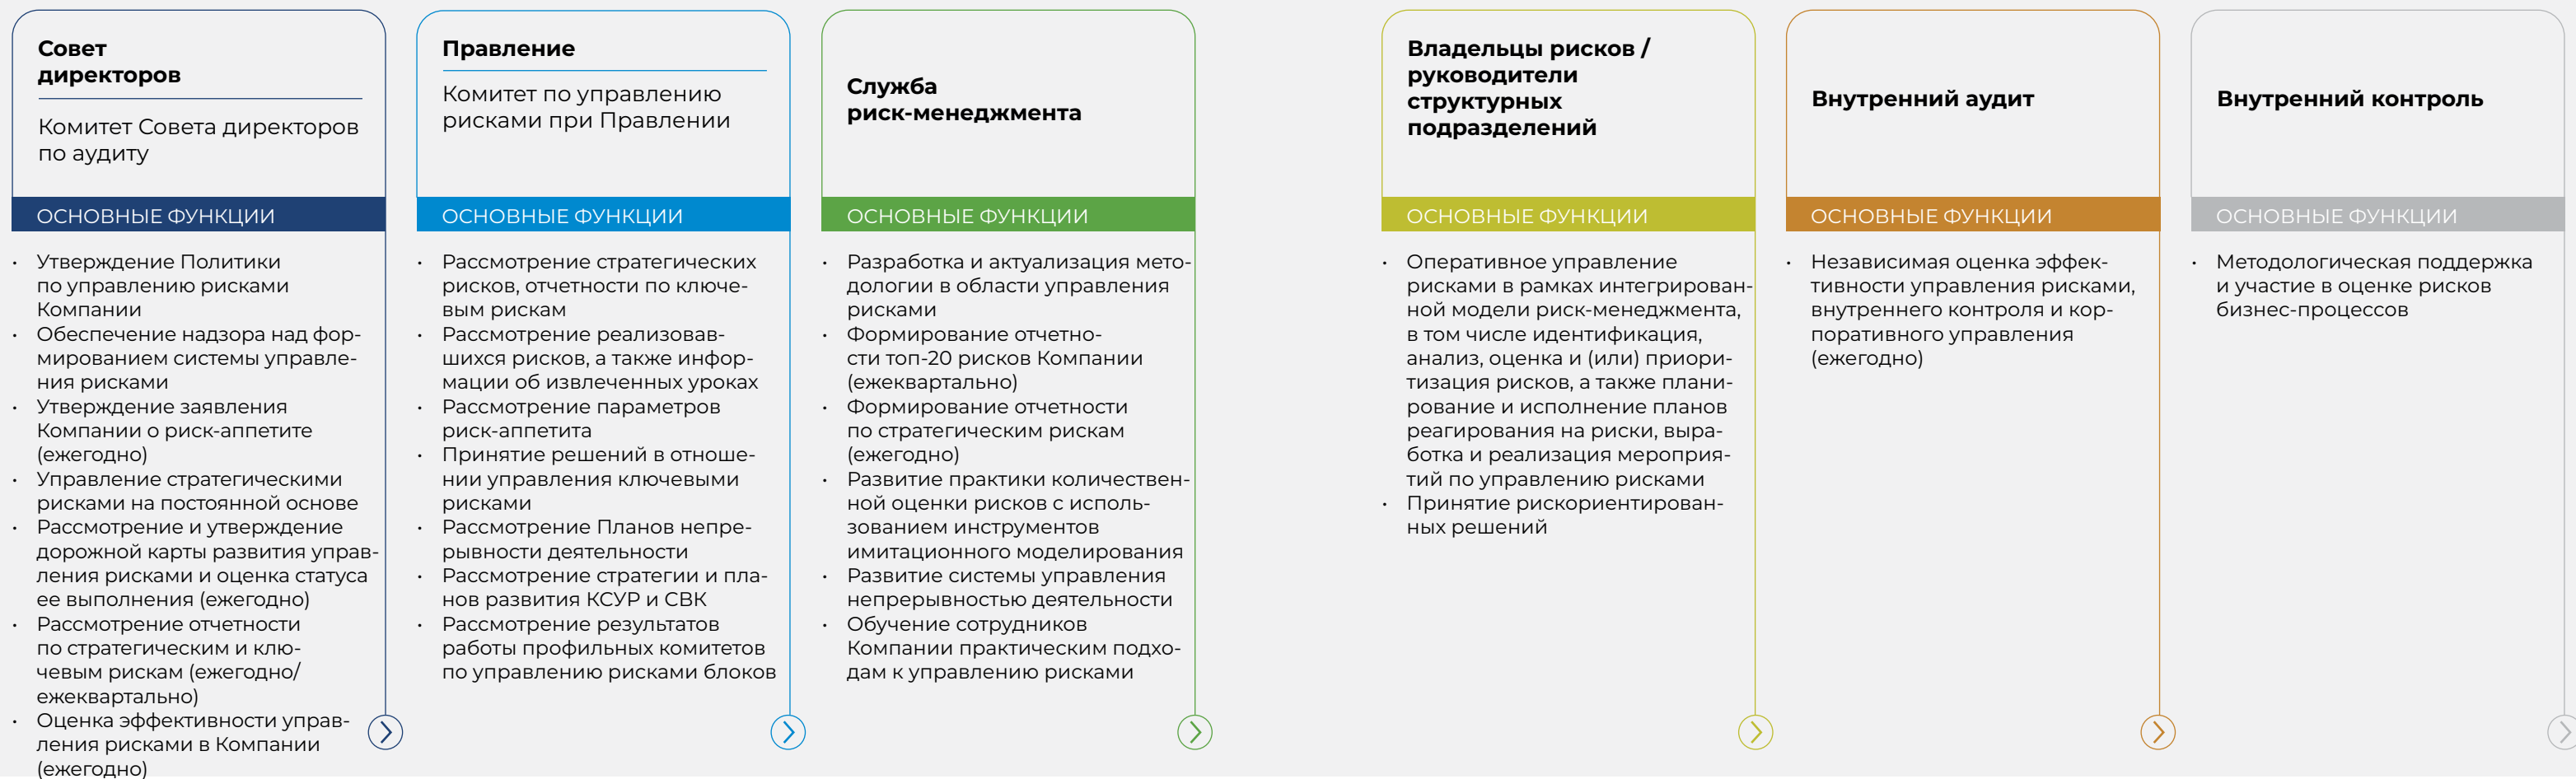 Совет
директоров
Комитет Совета директоров
по аудиту
ОСНОВНЫЕ ФУНКЦИИ
• Утверждение Политики
по управлению рисками
Компании
• Обеспечение надзора над фор-
мированием системы управле-
ния рисками
• Утверждение заявления
Компании о риск-аппетите
(ежегодно)
• Управление стратегическими
рисками на постоянной основе
• Рассмотрение и утверждение
дорожной карты развития управ-
ления рисками и оценка статуса
ее выполнения (ежегодно)
• Рассмотрение отчетности
по стратегическим и клю-
чевым рискам (ежегодно/
ежеквартально)
• Оценка эффективности управ-
ления рисками в Компании
(ежегодно)
Правление
Комитет по управлению
рисками при Правлении
ОСНОВНЫЕ ФУНКЦИИ
• Рассмотрение стратегических
рисков, отчетности по ключе-
вым рискам
• Рассмотрение реализовав-
шихся рисков, а также инфор-
мации об извлеченных уроках
• Рассмотрение параметров
риск-аппетита
• Принятие решений в отноше-
нии управления ключевыми
рисками
• Рассмотрение Планов непре-
рывности деятельности
• Рассмотрение стратегии и пла-
нов развития КСУР и СВК
• Рассмотрение результатов
работы профильных комитетов
по управлению рисками блоков
Служба
риск-менеджмента
ОСНОВНЫЕ ФУНКЦИИ
• Разработка и актуализация мето-
дологии в области управления
рисками
• Формирование отчетно-
сти топ-20 рисков Компании
(ежеквартально)
• Формирование отчетности
по стратегическим рискам
(ежегодно)
• Развитие практики количествен-
ной оценки рисков с исполь-
зованием инструментов
имитационного моделирования
• Развитие системы управления
непрерывностью деятельности
• Обучение сотрудников
Компании практическим подхо-
дам к управлению рисками
Владельцы рисков /
руководители
структурных
подразделений
ОСНОВНЫЕ ФУНКЦИИ
• Оперативное управление
рисками в рамках интегрирован-
ной модели риск-менеджмента,
в том числе идентификация,
анализ, оценка и (или) приори-
тизация рисков, а также плани-
рование и исполнение планов
реагирования на риски, выра-
ботка и реализация мероприя-
тий по управлению рисками
• Принятие рискориентирован-
ных решений
Внутренний аудит
ОСНОВНЫЕ ФУНКЦИИ
• Независимая оценка эффек-
тивности управления рисками,
внутреннего контроля и кор-
поративного управления
(ежегодно)
Внутренний контроль
ОСНОВНЫЕ ФУНКЦИИ
• Методологическая поддержка
и участие в оценке рисков
бизнес-процессов